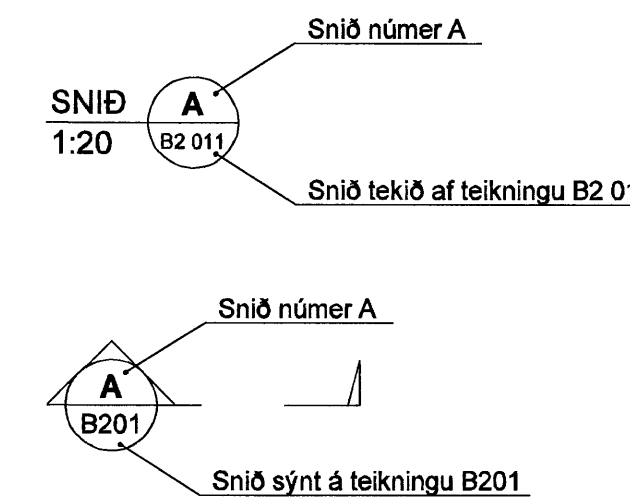 Snið númer A
SNIÐ
A
1:20
B2 011
Snið tekið af teikningu B2 01
Snið númer A
A
B201
Snið sýnt á teikningu B201